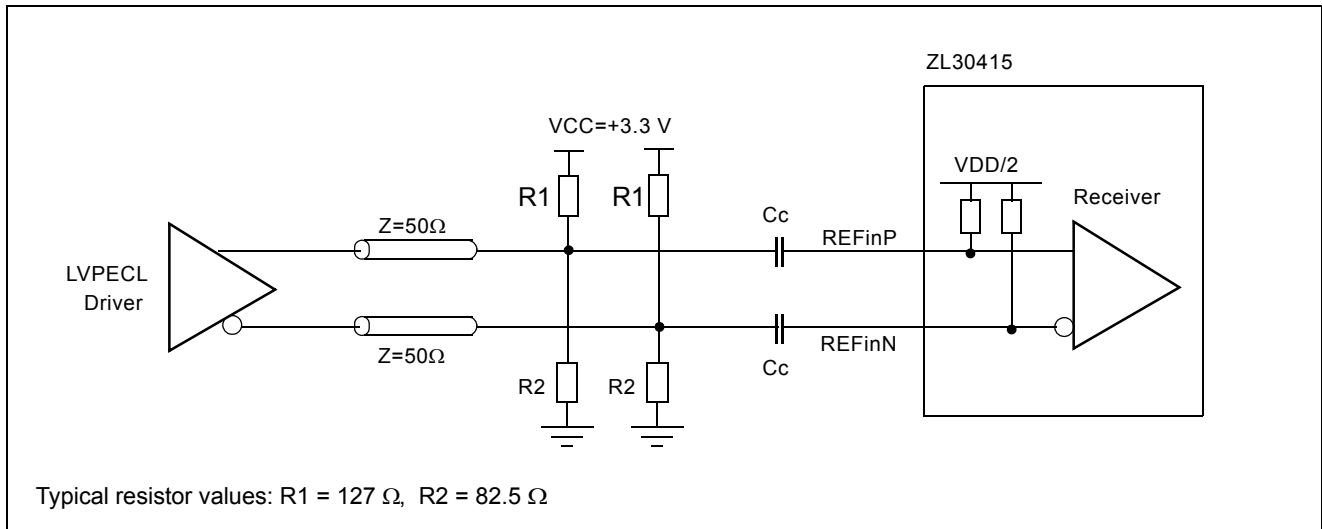 ZL30415
VCC=+3.3 V
VDD/2
R1
R1
Receiver
Cc
Z=50Ω
REFinP
LVPECL
Driver
REFinN
Z=50Ω
Cc
R2
R2
Typical resistor values: R1 = 127 Ω, R2 = 82.5 Ω